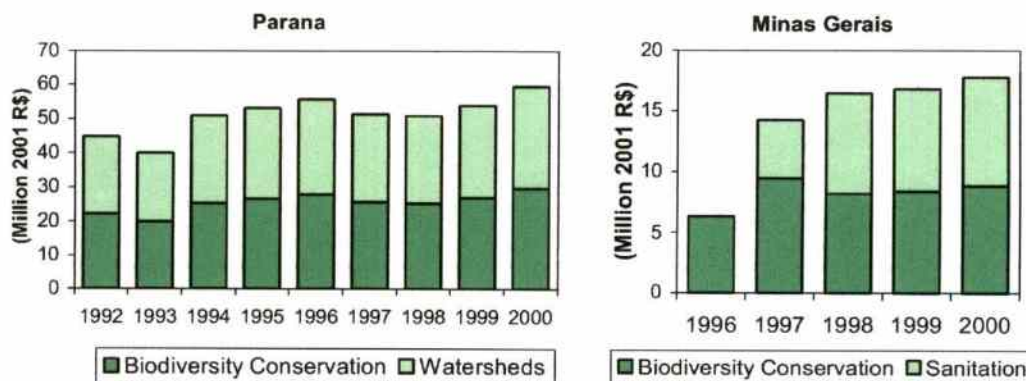 Parana
(Million 2001 R$)
70
60
50
40
30
20
10
0
1992 1993 1994 1995 1996 1997 1998 1999 2000
Biodiversity Conservation Watersheds
Minas Gerais
(Million 2001 R$)
20
15
10
5
0
1996 1997 1998 1999 2000
Biodiversity Conservation Sanitation